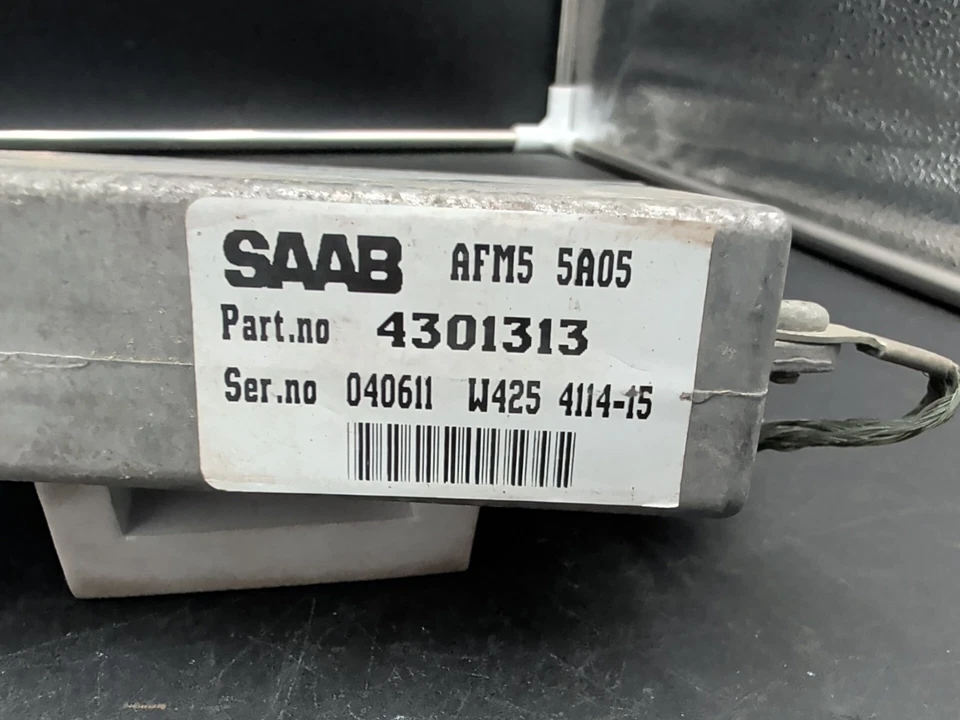 SAAB AFM5 5A05
Part.no 4301313
Ser.no 040611 W425 4114-15